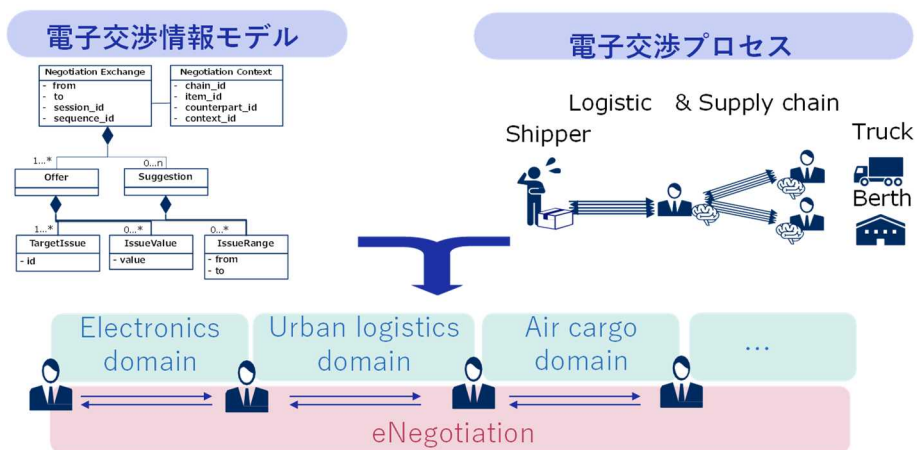 電子交渉情報モデル
電子交渉プロセス
Negotiation Exchange
- from
- to
- session_id
- sequence_id
Negotiation Context
- chain_id
- item_id
- counterpart_id
- context_id
1...*
0...n
Offer
Suggestion
1...*
0...*
0...*
TargetIssue
- id
IssueValue
- value
IssueRange
- from
- to
Logistic & Supply chain
Shipper
Truck
Berth
Electronics
domain
Urban logistics
domain
Air cargo
domain
...
eNegotiation